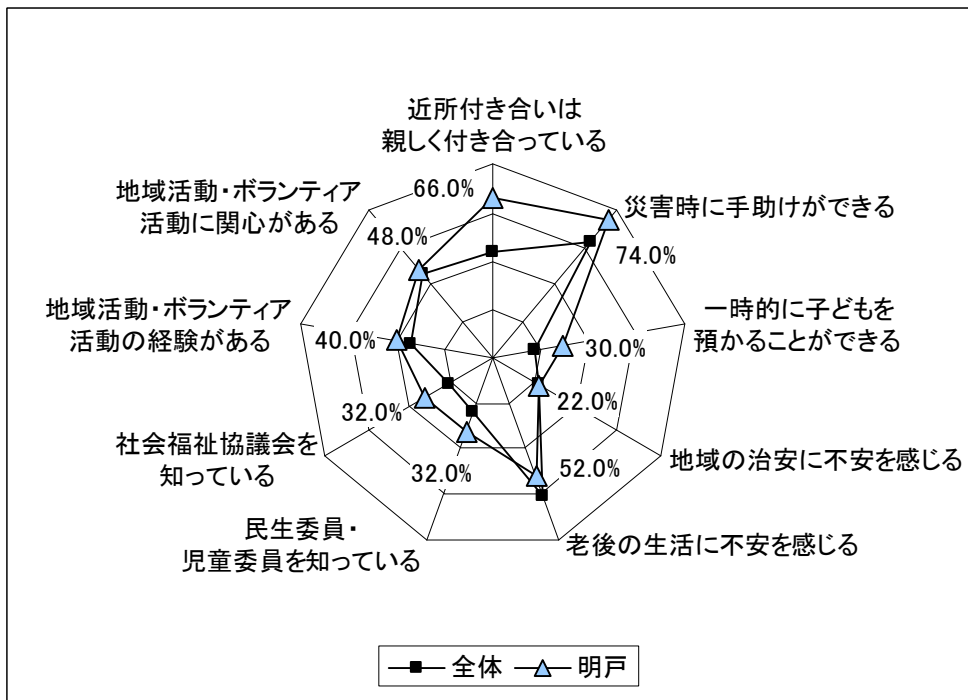 近所付き合いは
親しく付き合っている
66.0%
災害時に手助けができる
74.0%
一時的に子どもを
預かることができる
30.0%
地域の治安に不安を感じる
22.0%
老後の生活に不安を感じる
52.0%
民生委員・
児童委員を知っている
32.0%
社会福祉協議会を
知っている
32.0%
地域活動・ボランティア
活動の経験がある
40.0%
地域活動・ボランティア
活動に関心がある
48.0%
全体
明戸